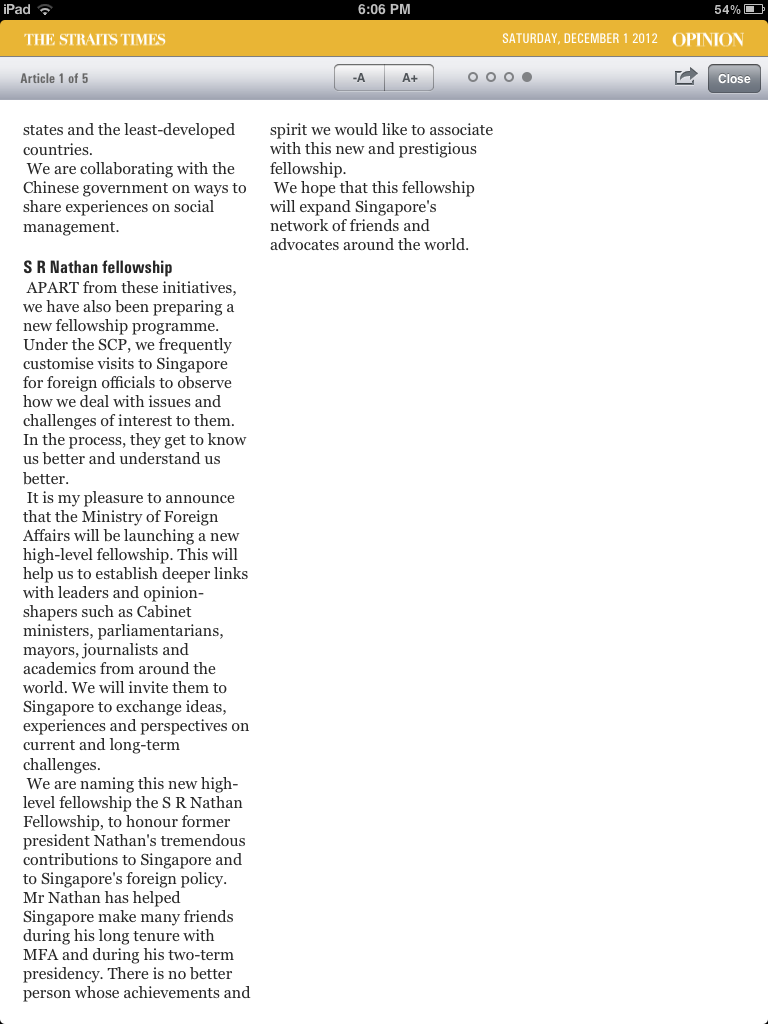 iPad
6:06 PM
54%
THE STRAITS TIMES
SATURDAY, DECEMBER 1 2012
OPINION
Article 1 of 5
-A
A+
Close
states and the least-developed
countries.
We are collaborating with the
Chinese government on ways to
share experiences on social
management.
S R Nathan fellowship
APART from these initiatives,
we have also been preparing a
new fellowship programme.
Under the SCP, we frequently
customise visits to Singapore
for foreign officials to observe
how we deal with issues and
challenges of interest to them.
In the process, they get to know
us better and understand us
better.
It is my pleasure to announce
that the Ministry of Foreign
Affairs will be launching a new
high-level fellowship. This will
help us to establish deeper links
with leaders and opinion-
shapers such as Cabinet
ministers, parliamentarians,
mayors, journalists and
academics from around the
world. We will invite them to
Singapore to exchange ideas,
experiences and perspectives on
current and long-term
challenges.
We are naming this new high-
level fellowship the S R Nathan
Fellowship, to honour former
president Nathan's tremendous
contributions to Singapore and
to Singapore's foreign policy.
Mr Nathan has helped
Singapore make many friends
during his long tenure with
MFA and during his two-term
presidency. There is no better
person whose achievements and
spirit we would like to associate
with this new and prestigious
fellowship.
We hope that this fellowship
will expand Singapore's
network of friends and
advocates around the world.